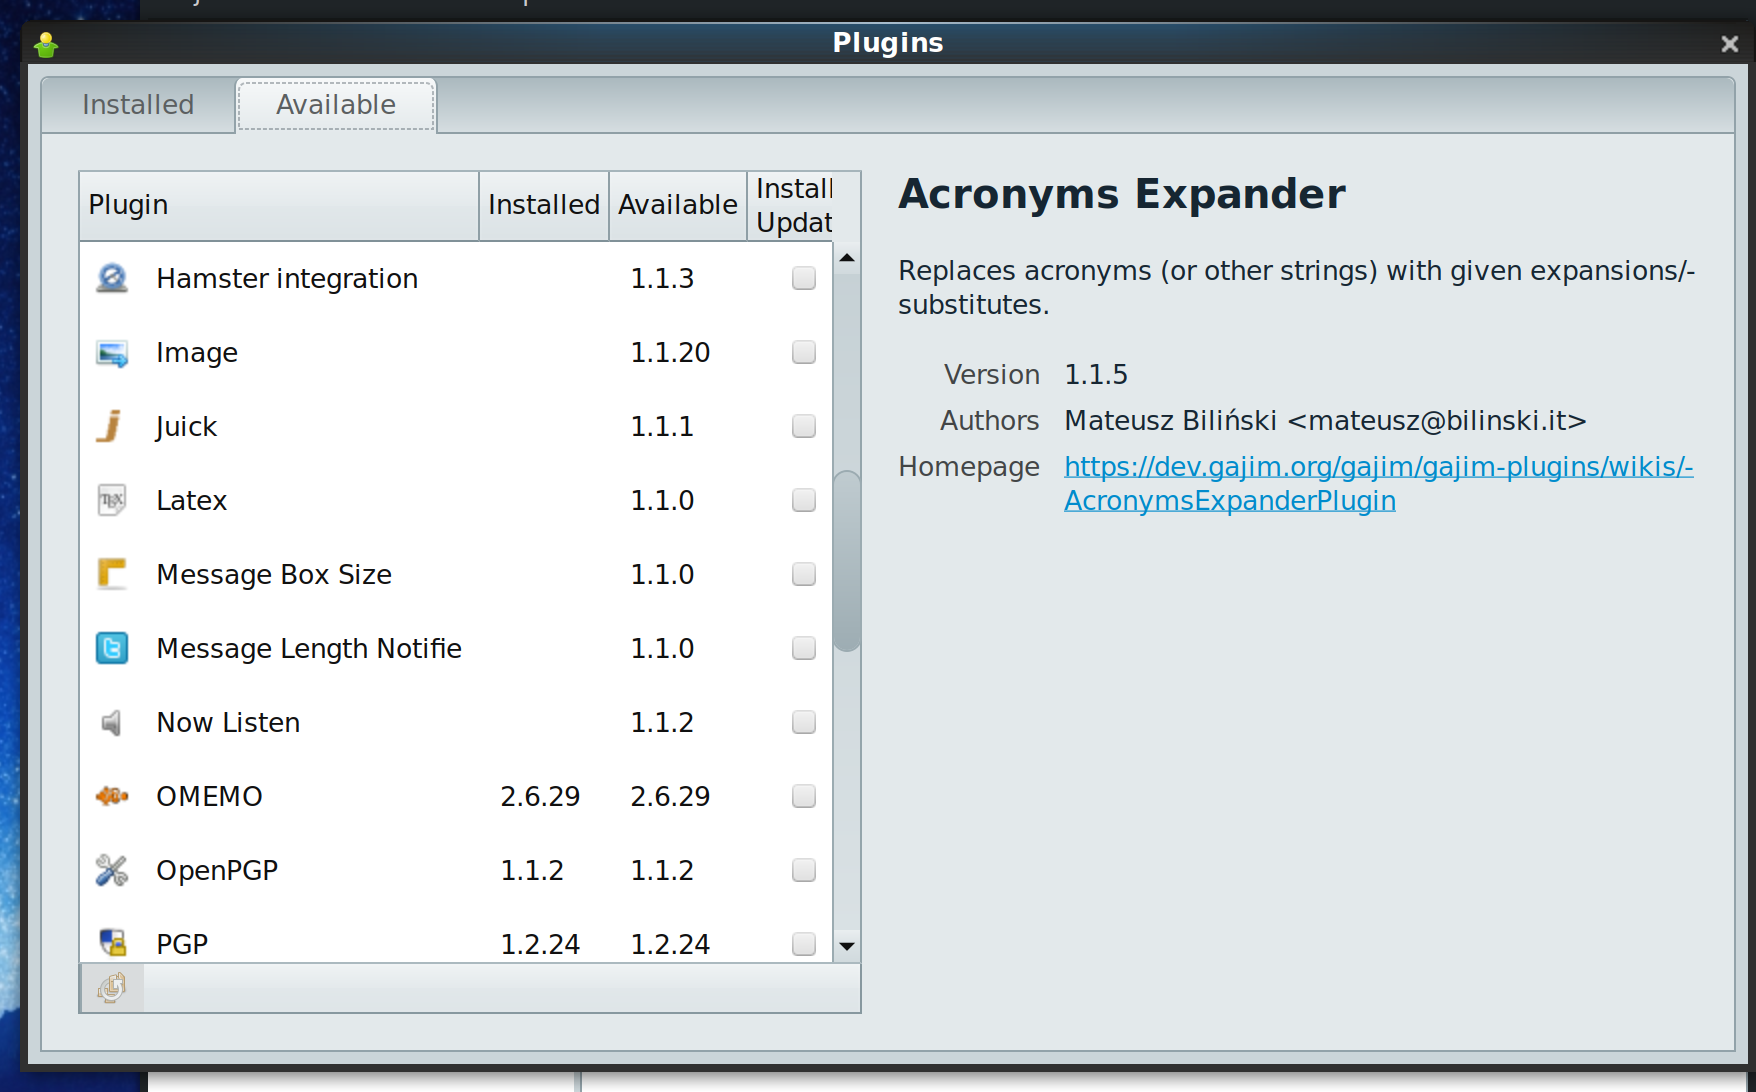 Plugins
Installed Available
Plugin Installed Available Install
Updat
Hamster integration 1.1.3
Image 1.1.20
Juick 1.1.1
Latex 1.1.0
Message Box Size 1.1.0
Message Length Notifie 1.1.0
Now Listen 1.1.2
OMEMO 2.6.29 2.6.29
OpenPGP 1.1.2 1.1.2
PGP 1.2.24 1.2.24
Acronyms Expander
Replaces acronyms (or other strings) with given expansions/-
substitutes.
Version 1.1.5
Authors Mateusz Biliński <mateusz@bilinski.it>
Homepage https://dev.gajim.org/gajim/gajim-plugins/wikis/-
AcronymsExpanderPlugin